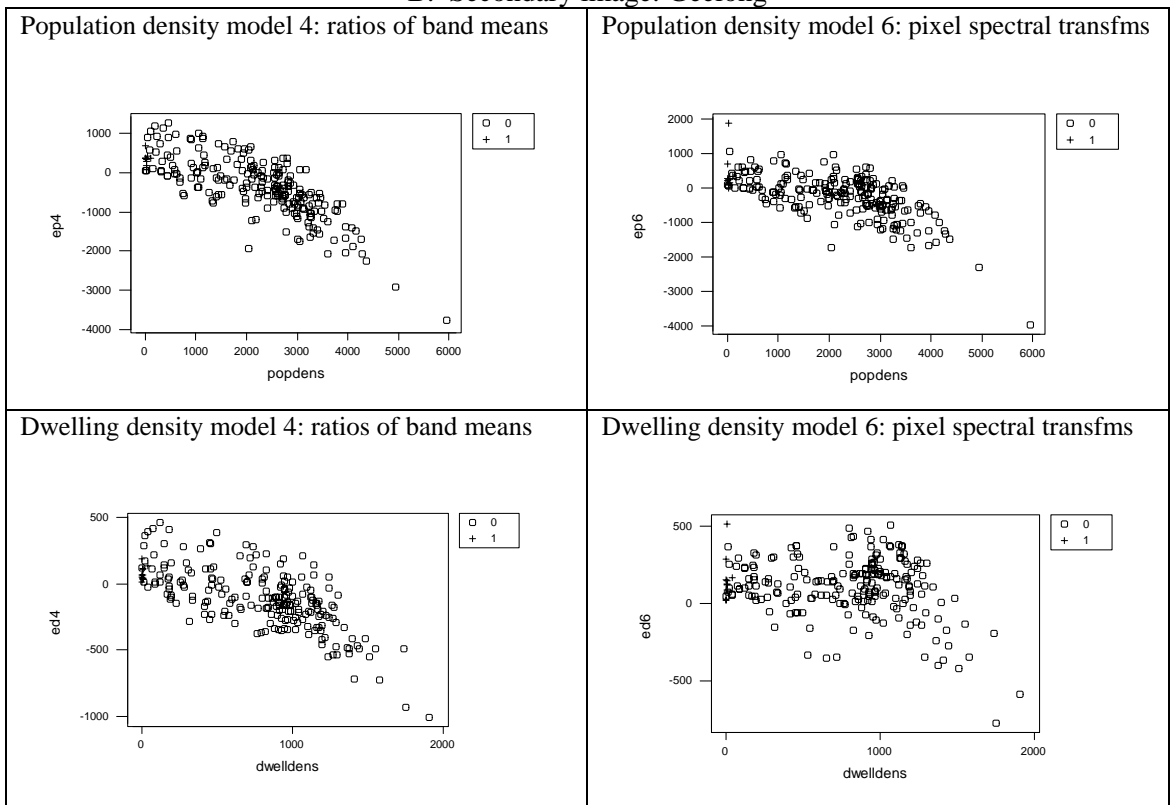 B: Secondary image: Geelong
Population density model 4: ratios of band means
0
1
1000
0
-1000
-2000
-3000
-4000
ep4
0 1000 2000 3000 4000 5000 6000
popdens
Population density model 6: pixel spectral transfms
0
1
2000
1000
0
-1000
-2000
-3000
-4000
ep6
0 1000 2000 3000 4000 5000 6000
popdens
Dwelling density model 4: ratios of band means
0
1
500
0
-500
-1000
ed4
0 1000 2000
dwelldens
Dwelling density model 6: pixel spectral transfms
0
1
500
0
-500
ed6
0 1000 2000
dwelldens